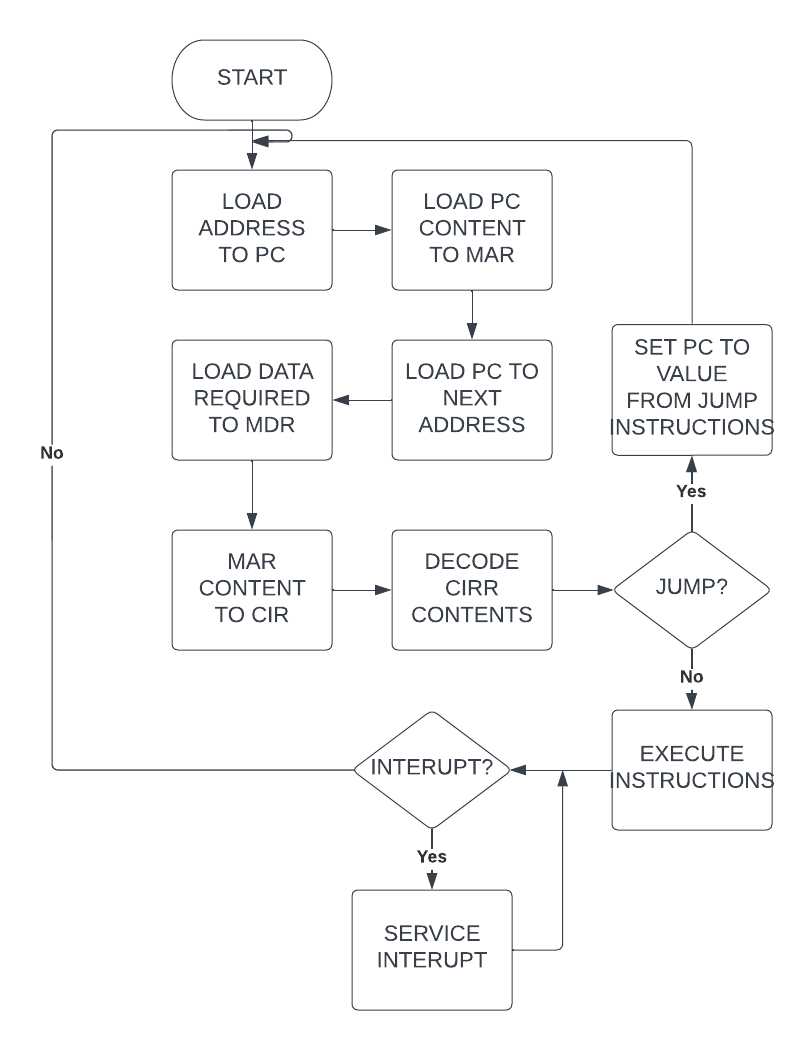 START
LOAD
ADDRESS
TO PC
LOAD PC
CONTENT
TO MAR
LOAD DATA
REQUIRED
TO MDR
LOAD PC TO
NEXT
ADDRESS
SET PC TO
VALUE
FROM JUMP
INSTRUCTIONS
No
Yes
MAR
CONTENT
TO CIR
DECODE
CIRR
CONTENTS
JUMP?
No
INTERUPT?
EXECUTE
INSTRUCTIONS
Yes
SERVICE
INTERUPT